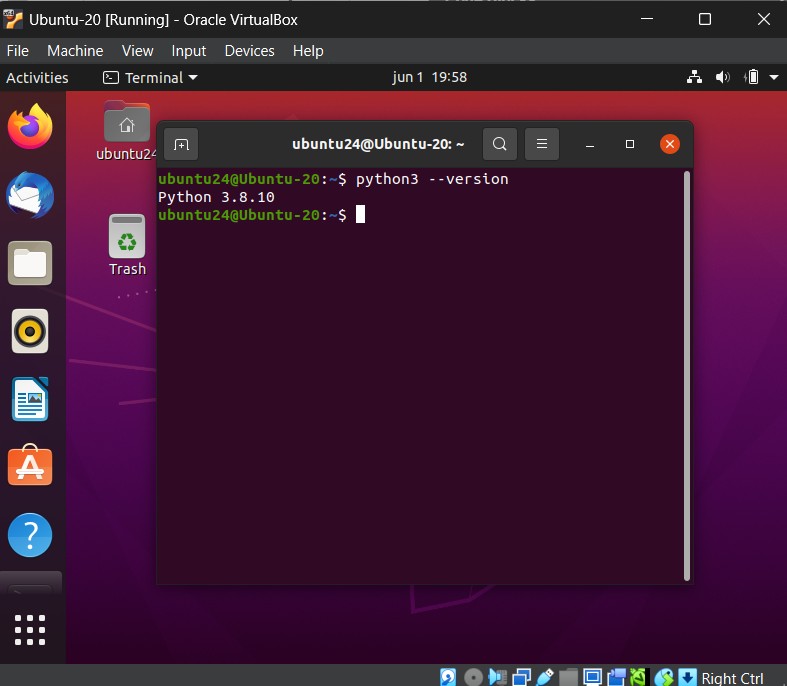 Ubuntu-20 [Running] - Oracle VirtualBox
File Machine View Input Devices Help
Activities Terminal jun 1 19:58
ubuntu24
Trash
ubuntu24@Ubuntu-20: ~
ubuntu24@Ubuntu-20:~$ python3 --version
Python 3.8.10
ubuntu24@Ubuntu-20:~$
Right Ctrl